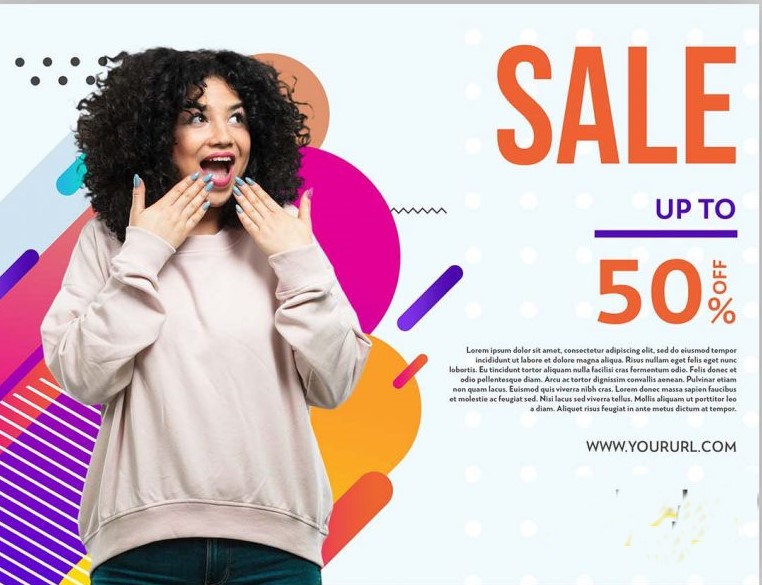 SALE
UP TO
50% OFF
Lorem ipsum dolor sit amet, consectetur adipiscing elit, sed do eiusmod tempor
incididunt ut labore et dolore magna aliqua. Risus nullam eget felis eget nunc
lobortis. Eu tincidunt tortor aliquam nulla facilisi cras fermentum odio. Felis donec et
odio pellentesque diam. Arcu ac tortor dignissim convallis aenean. Pulvinar etiam
non quam lacus. Euismod quis viverra nibh cras. Lorem donec massa sapien faucibus
et molestie ac feugiat sed. Nisi lacus sed viverra tellus. Mollis aliquam ut porttitor leo
a diam. Aliquet risus feugiat in ante metus dictum at tempor.
WWW.YOURURL.COM